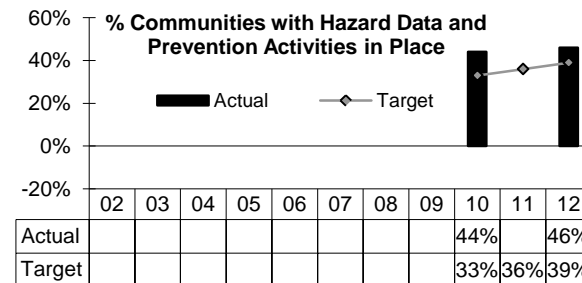 60%
% Communities with Hazard Data and
Prevention Activities in Place
40%
Actual Target
20%
0%
-20%
02 03 04 05 06 07 08 09 10 11 12
Actual 44% 46%
Target 33% 36% 39%